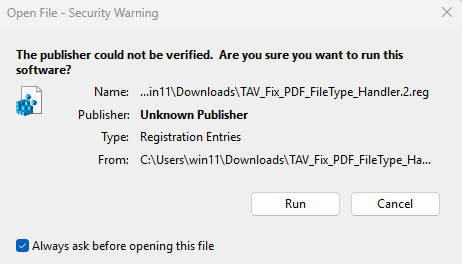 Open File - Security Warning
The publisher could not be verified.  Are you sure you want to run this
software?
Name: ...in11\Downloads\TAV_Fix_PDF_FileType_Handler.2.reg
Publisher: Unknown Publisher
Type: Registration Entries
From: C:\Users\win11\Downloads\TAV_Fix_PDF_FileType_Ha...
Run Cancel
Always ask before opening this file